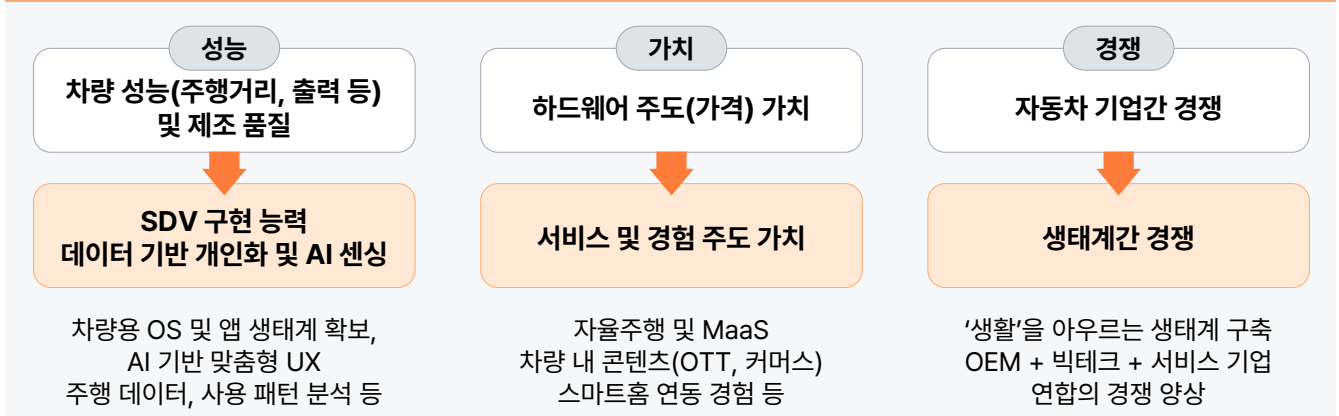 성능
차량 성능(주행거리, 출력 등)
및 제조 품질
SDV 구현 능력
데이터 기반 개인화 및 AI 센싱
차량용 OS 및 앱 생태계 확보,
AI 기반 맞춤형 UX
주행 데이터, 사용 패턴 분석 등
가치
하드웨어 주도(가격) 가치
서비스 및 경험 주도 가치
자율주행 및 MaaS
차량 내 콘텐츠(OTT, 커머스)
스마트홈 연동 경험 등
경쟁
자동차 기업간 경쟁
생태계간 경쟁
‘생활’을 아우르는 생태계 구축
OEM + 빅테크 + 서비스 기업
연합의 경쟁 양상